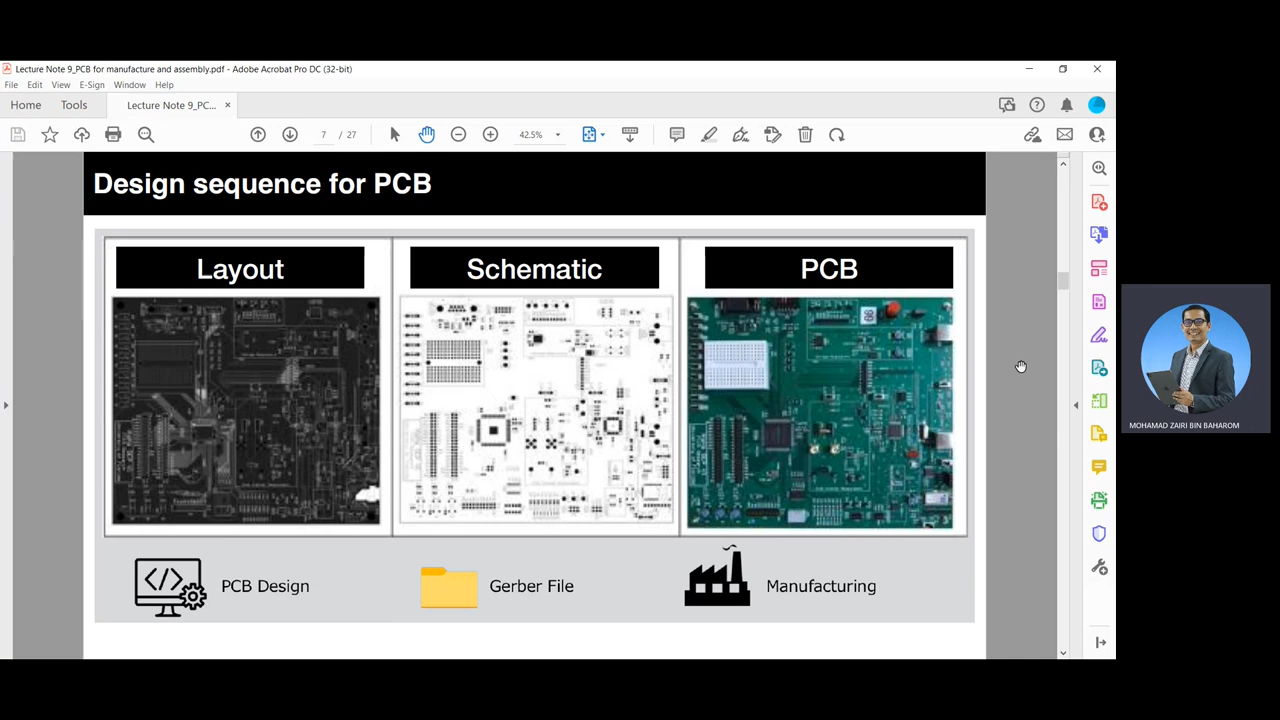 Lecture Note 9_PCB for manufacture and assembly.pdf - Adobe Acrobat Pro DC (32-bit)
File Edit View E-Sign Window Help
Home Tools Lecture Note 9_PC... ×
7 / 27 42.5%
Design sequence for PCB
Layout Schematic PCB
PCB Design Gerber File Manufacturing
MOHAMAD ZAIRI BIN BAHAROM